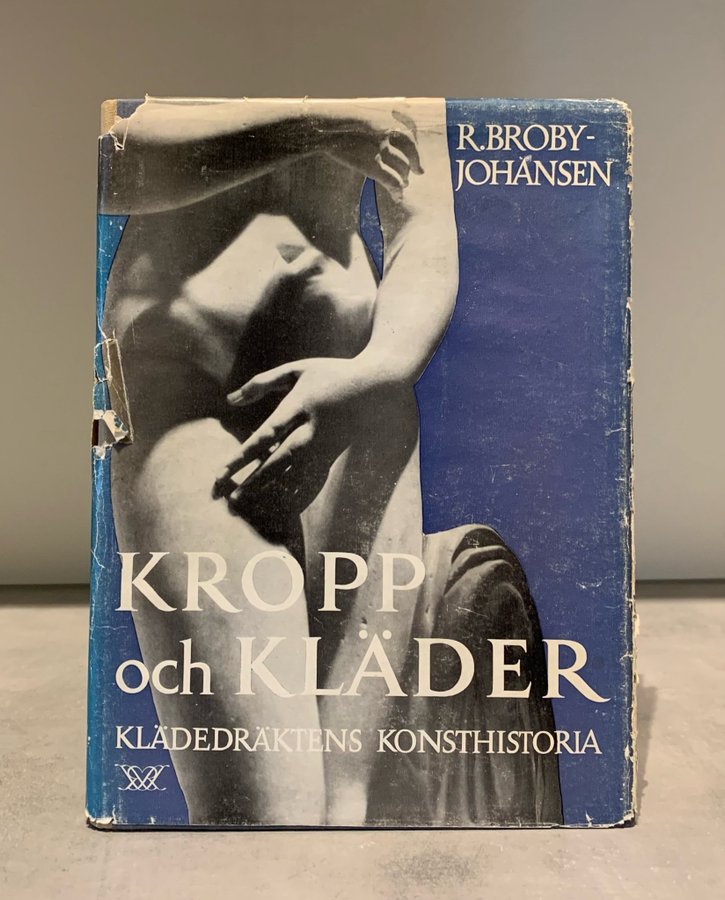 R. BROBY-
JOHANSEN
KROPP
och KLÄDER
KLÄDEDRÄKTENS KONSTHISTORIA